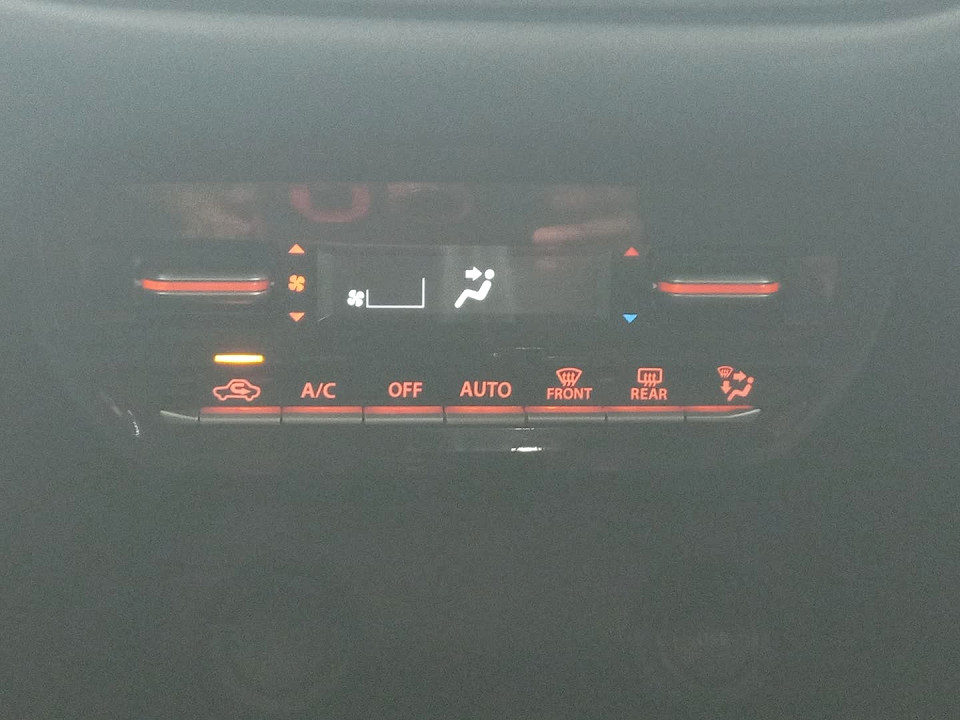 A/C OFF AUTO FRONT REAR